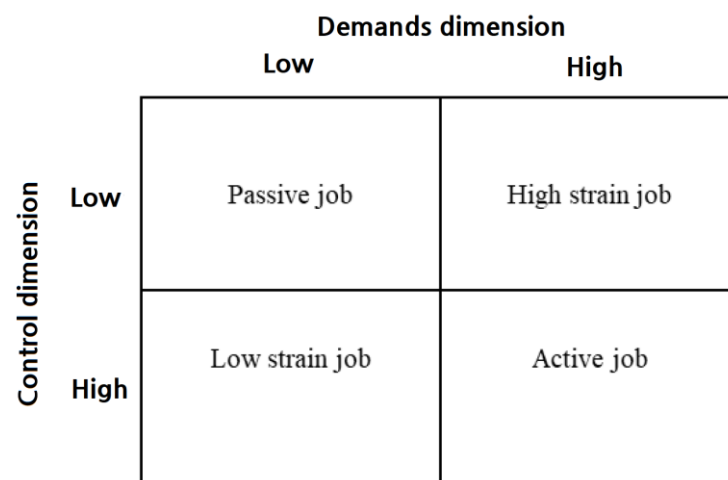 Demands dimension
Low High
Control dimension
Low Passive job High strain job
High Low strain job Active job